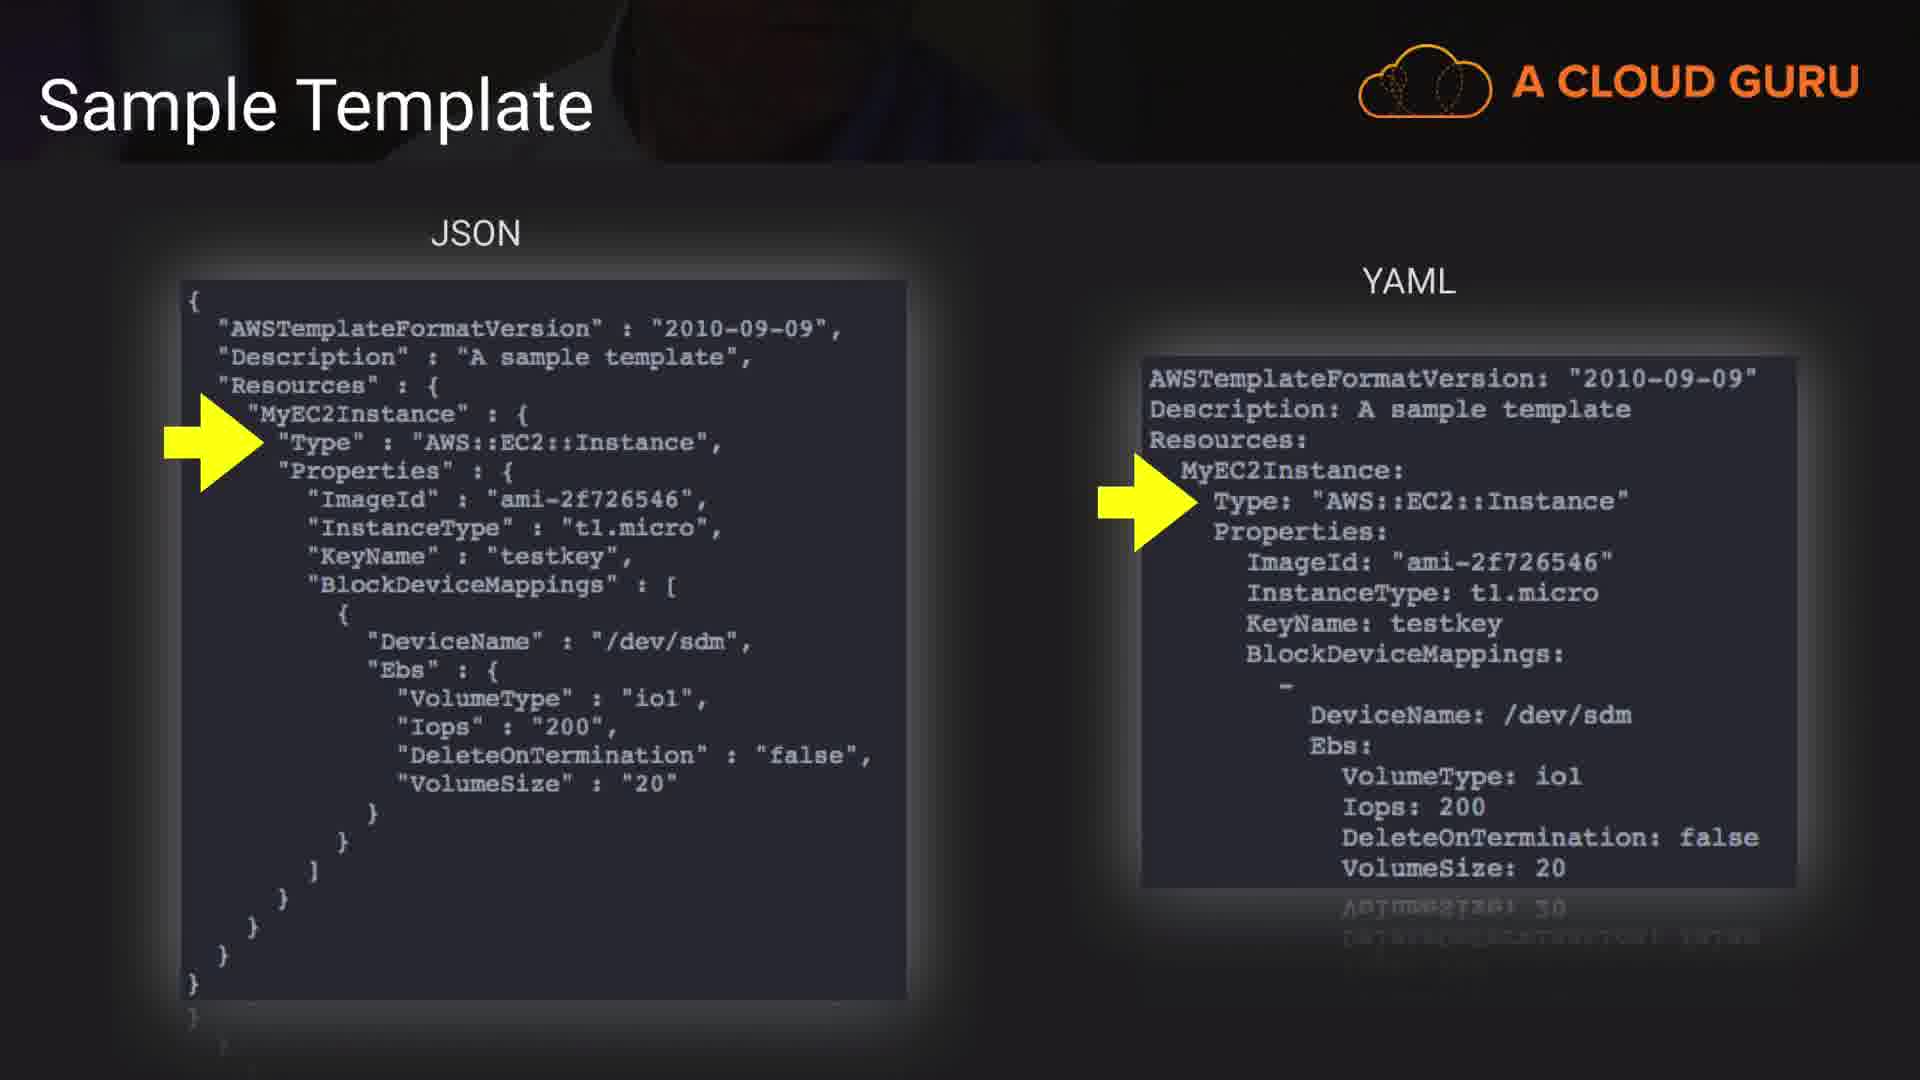 Sample Template
A CLOUD GURU
JSON
{
  "AWSTemplateFormatVersion" : "2010-09-09",
  "Description" : "A sample template",
  "Resources" : {
    "MyEC2Instance" : {
      "Type" : "AWS::EC2::Instance",
      "Properties" : {
        "ImageId" : "ami-2f726546",
        "InstanceType" : "t1.micro",
        "KeyName" : "testkey",
        "BlockDeviceMappings" : [
          {
            "DeviceName" : "/dev/sdm",
            "Ebs" : {
              "VolumeType" : "io1",
              "Iops" : "200",
              "DeleteOnTermination" : "false",
              "VolumeSize" : "20"
            }
          }
        ]
      }
    }
  }
}
YAML
AWSTemplateFormatVersion: "2010-09-09"
Description: A sample template
Resources:
  MyEC2Instance:
    Type: "AWS::EC2::Instance"
    Properties:
      ImageId: "ami-2f726546"
      InstanceType: t1.micro
      KeyName: testkey
      BlockDeviceMappings:
        -
          DeviceName: /dev/sdm
          Ebs:
            VolumeType: io1
            Iops: 200
            DeleteOnTermination: false
            VolumeSize: 20